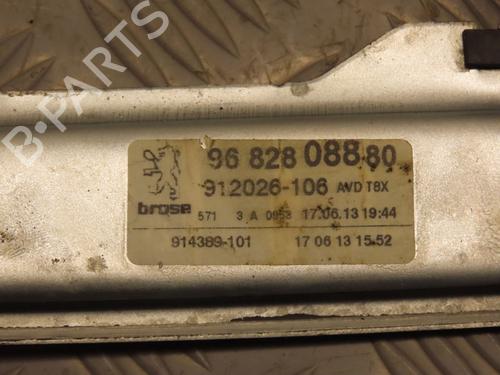 B-PARTS
96 828 088 80
912026-106 AVD T8X
brose 571 3 A 0953 17.06.13 19:44
914389-101 17 06 13 15.52